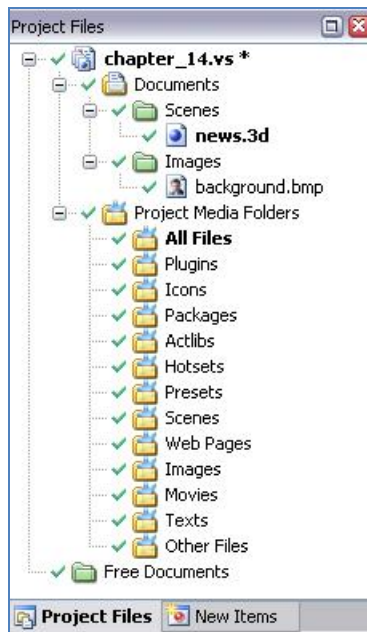 Project Files
chapter_14.vs *
Documents
Scenes
news.3d
Images
background.bmp
Project Media Folders
All Files
Plugins
Icons
Packages
Actlibs
Hotsets
Presets
Scenes
Web Pages
Images
Movies
Texts
Other Files
Free Documents
Project Files New Items